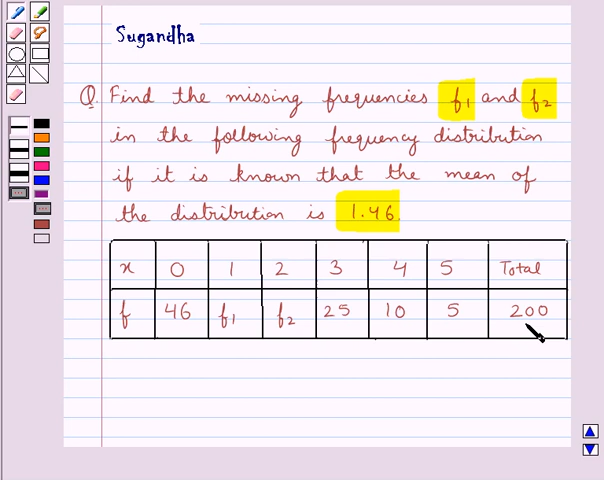 Sugandha
Q. Find the missing frequencies f₁ and f₂
in the following frequency distribution
if it is known that the mean of
the distribution is 1.46.
x 0 1 2 3 4 5 Total
f 46 f₁ f₂ 25 10 5 200